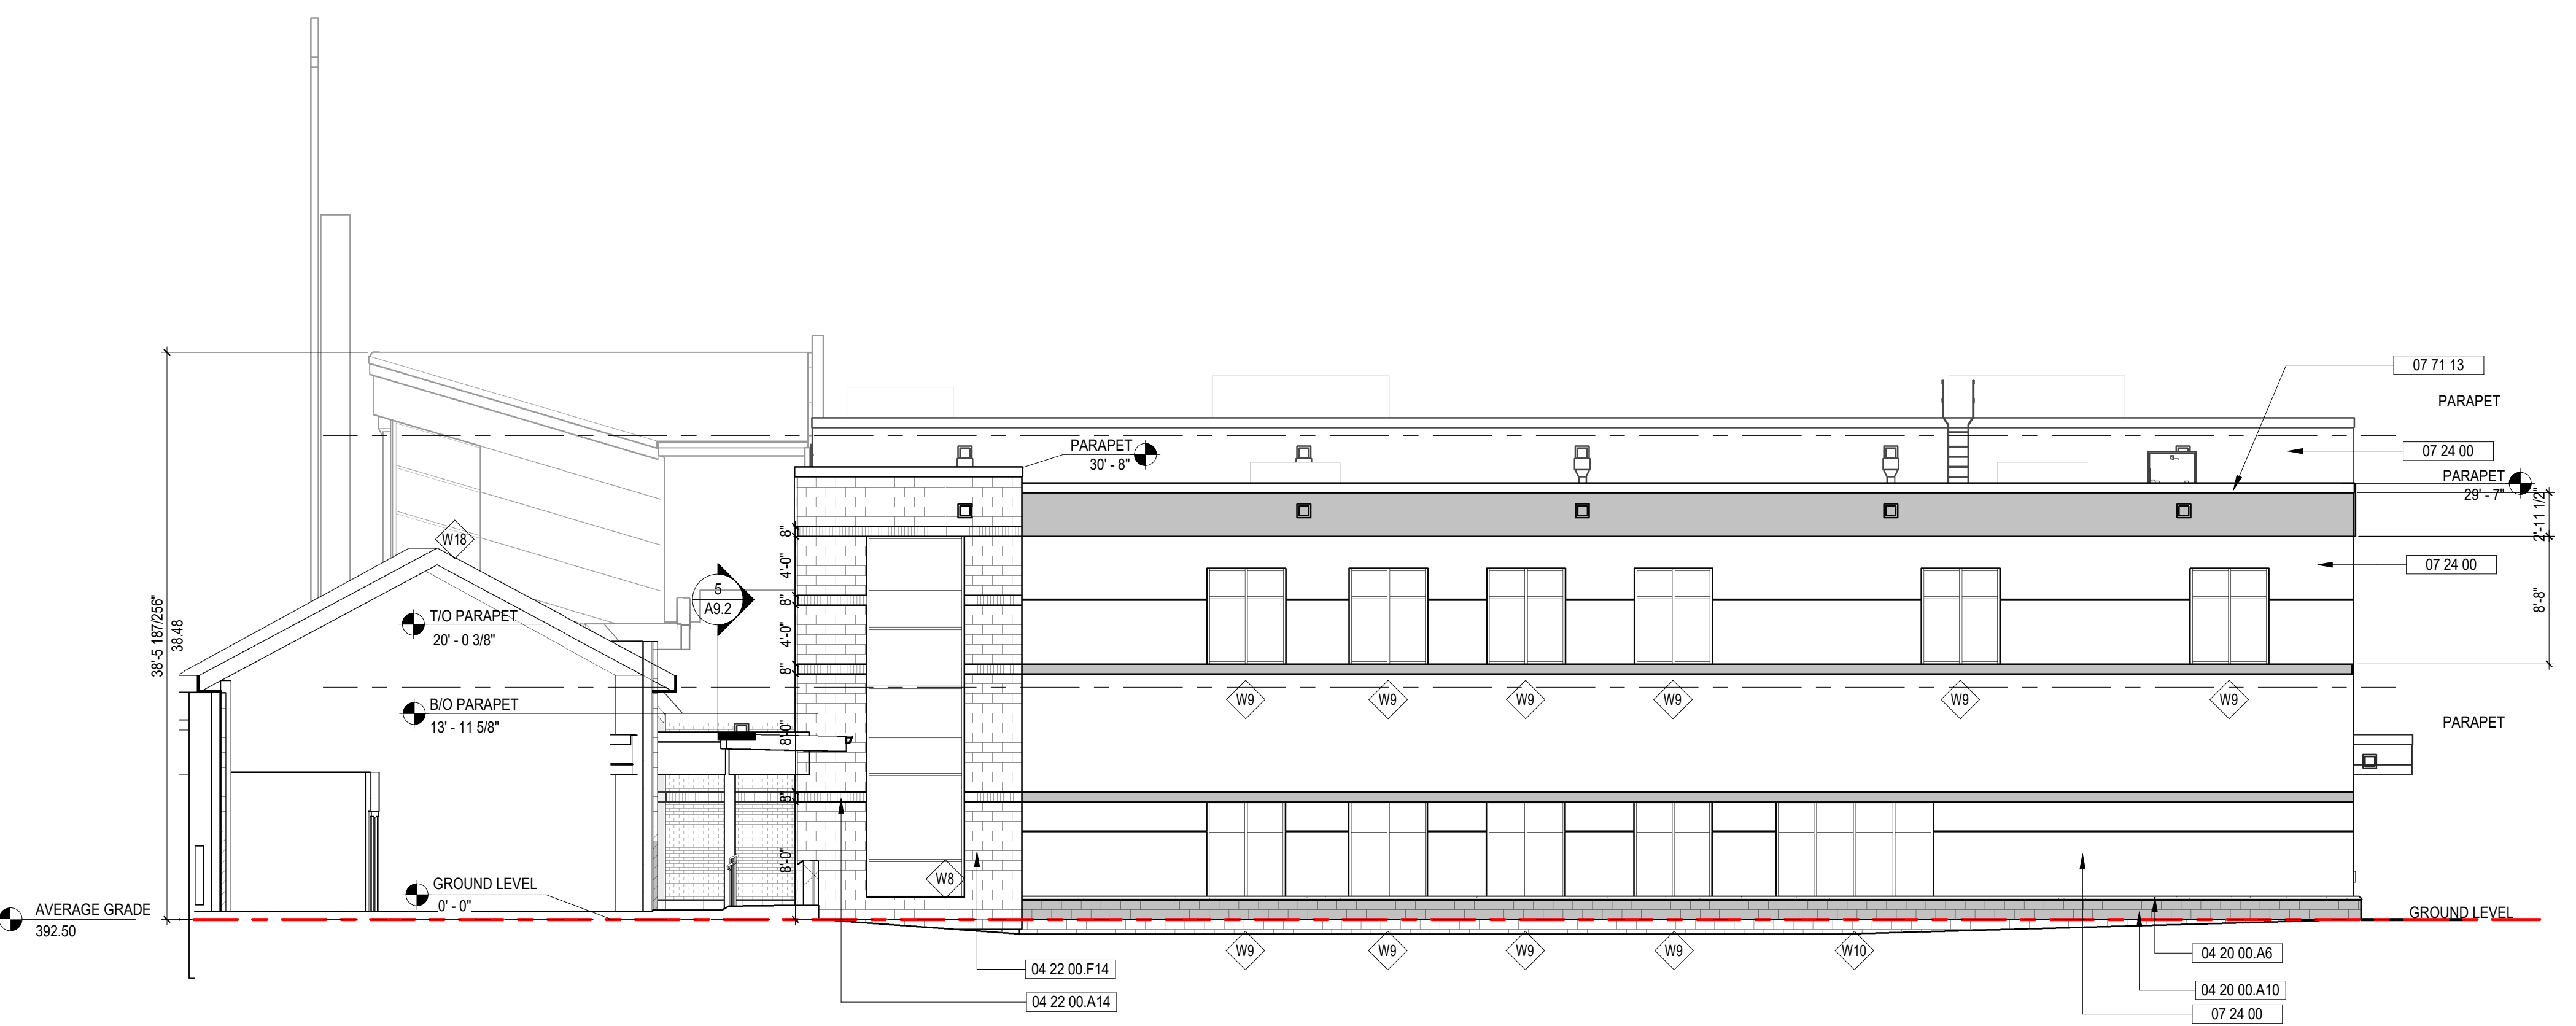 07 71 13
PARAPET
PARAPET
30' - 8"
07 24 00
PARAPET
29' - 7"
2'-11 1/2"
8"
W18
4'-0"
07 24 00
5
A9.2
8"
8'-8"
38'-5 187/256"
38.48
T/O PARAPET
20' - 0 3/8"
4'-0"
8"
W9 W9 W9 W9 W9 W9
B/O PARAPET
13' - 11 5/8"
8'-0"
PARAPET
8"
8'-0"
W8
GROUND LEVEL
0' - 0"
AVERAGE GRADE
392.50
GROUND LEVEL
W9 W9 W9 W9 W10
04 20 00.A6
04 22 00.F14
04 20 00.A10
04 22 00.A14
07 24 00